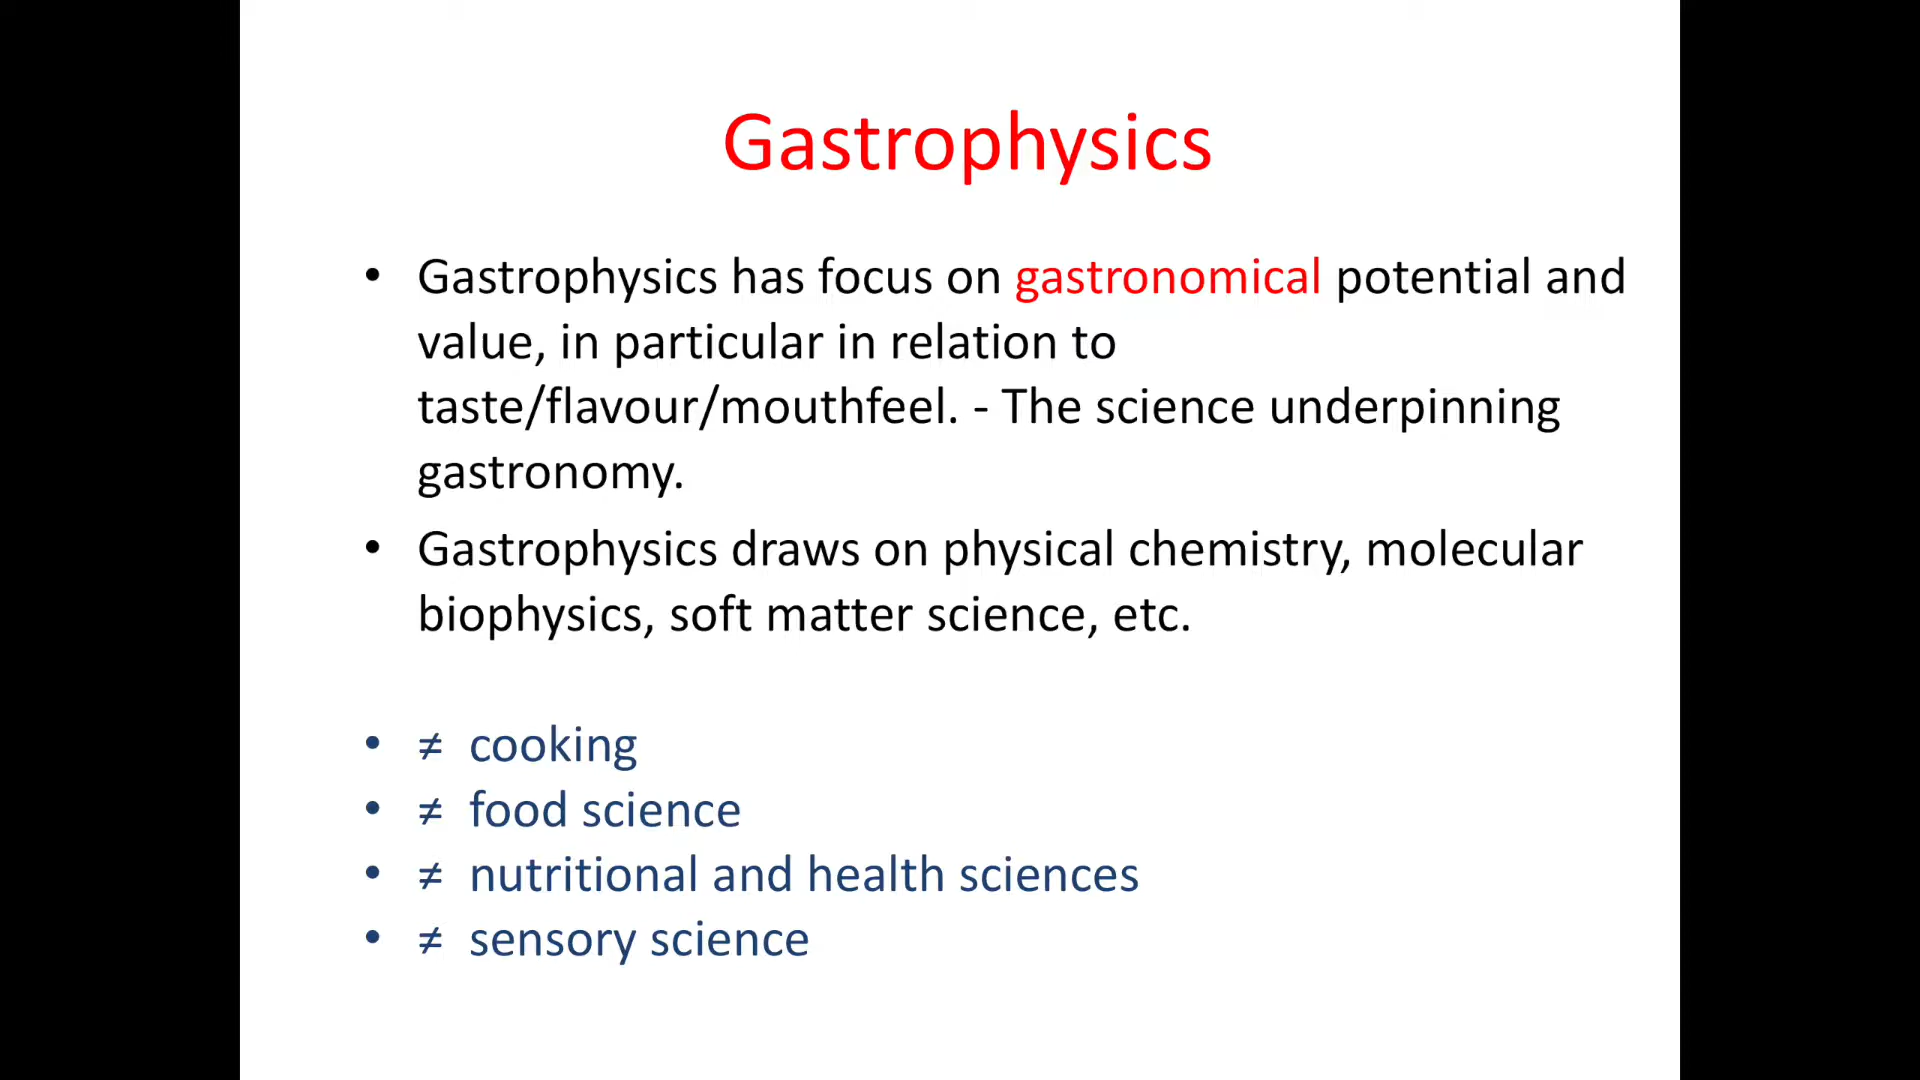 Gastrophysics
• Gastrophysics has focus on gastronomical potential and
value, in particular in relation to
taste/flavour/mouthfeel. - The science underpinning
gastronomy.
• Gastrophysics draws on physical chemistry, molecular
biophysics, soft matter science, etc.
• ≠ cooking
• ≠ food science
• ≠ nutritional and health sciences
• ≠ sensory science